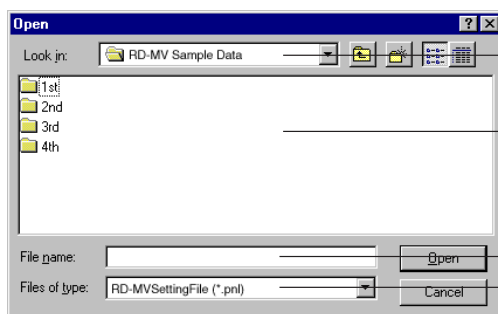 Open
Look in: RD-MV Sample Data
1st
2nd
3rd
4th
File name: Open
Files of type: RD-MVSettingFile (*.pnl) Cancel